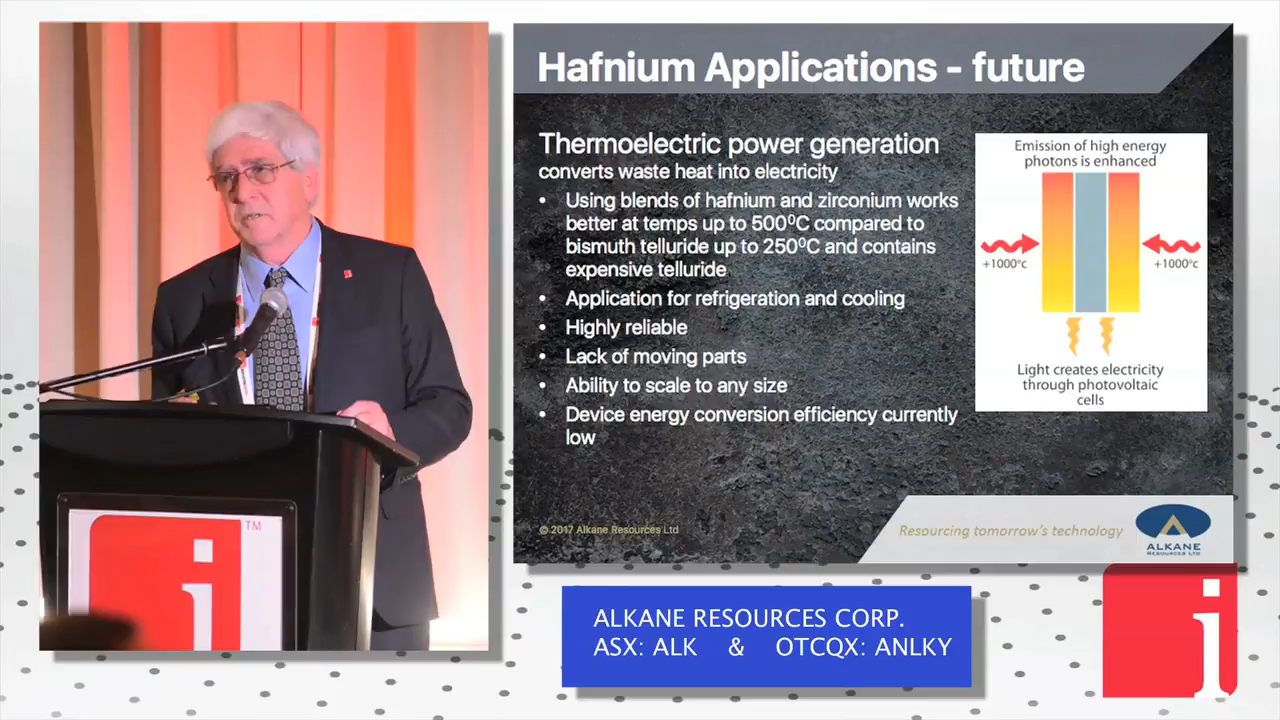 Hafnium Applications - future
Thermoelectric power generation
converts waste heat into electricity
• Using blends of hafnium and zirconium works
better at temps up to 500⁰C compared to
bismuth telluride up to 250⁰C and contains
expensive telluride
• Application for refrigeration and cooling
• Highly reliable
• Lack of moving parts
• Ability to scale to any size
• Device energy conversion efficiency currently
low
Emission of high energy
photons is enhanced
+1000°c
+1000°c
Light creates electricity
through photovoltaic
cells
© 2017 Alkane Resources Ltd
Resourcing tomorrow's technology
ALKANE
RESOURCES LTD
i
TM
ALKANE RESOURCES CORP.
ASX: ALK & OTCQX: ANLKY
i